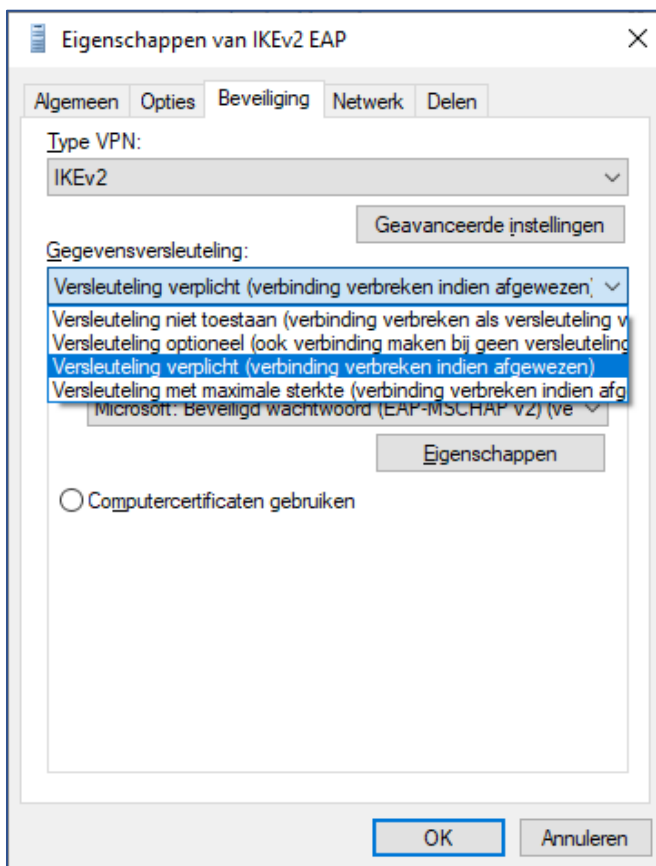 Eigenschappen van IKEv2 EAP
Algemeen Opties Beveiliging Netwerk Delen
Type VPN:
IKEv2
Geavanceerde instellingen
Gegevensversleuteling:
Versleuteling verplicht (verbinding verbreken indien afgewezen)
Versleuteling niet toestaan (verbinding verbreken als versleuteling v
Versleuteling optioneel (ook verbinding maken bij geen versleuteling
Versleuteling verplicht (verbinding verbreken indien afgewezen)
Versleuteling met maximale sterkte (verbinding verbreken indien afg
Microsoft: Beveiligd wachtwoord (EAP-MSCHAP v2) (ve
Eigenschappen
Computercertificaten gebruiken
OK Annuleren